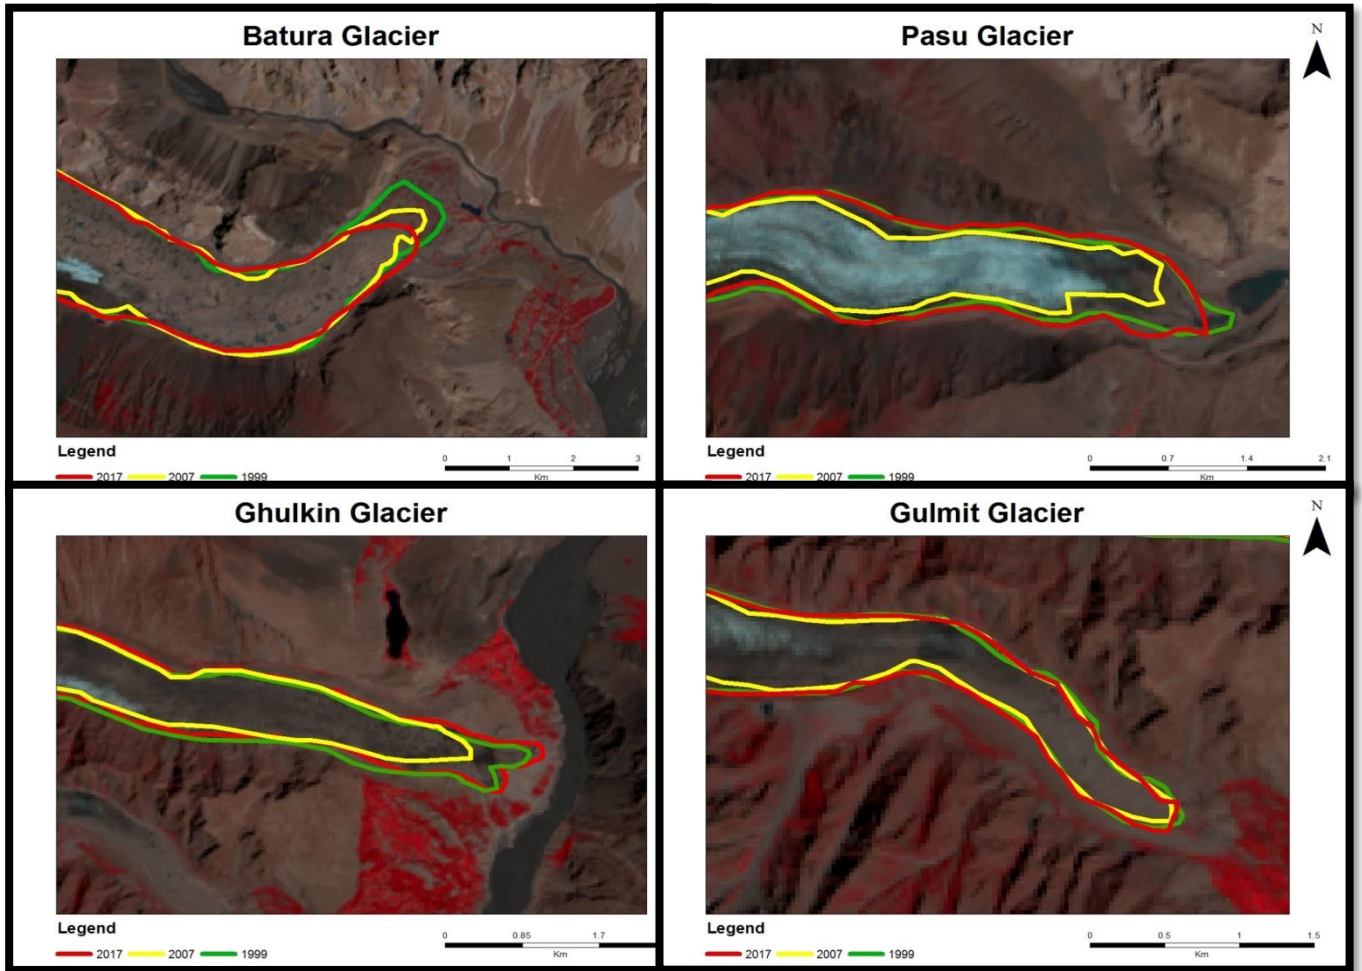 Batura Glacier
Legend
2017 2007 1999
0 1 2 3
Km
Pasu Glacier
N
Legend
2017 2007 1999
0 0.7 1.4 2.1
Km
Ghulkin Glacier
Legend
2017 2007 1999
0 0.85 1.7
Km
Gulmit Glacier
N
Legend
2017 2007 1999
0 0.5 1 1.5
Km